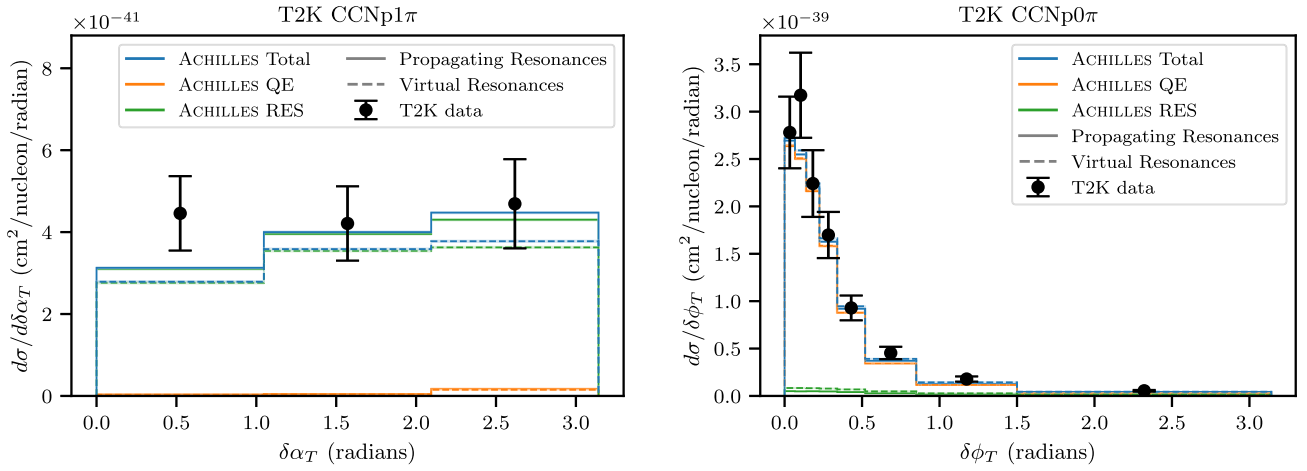 T2K CCNp1π
×10⁻⁴¹
dσ/dδα_T (cm²/nucleon/radian)
8
6
4
2
0
ACHILLES Total
ACHILLES QE
ACHILLES RES
Propagating Resonances
Virtual Resonances
T2K data
0.0 0.5 1.0 1.5 2.0 2.5 3.0
δα_T (radians)
T2K CCNp0π
×10⁻³⁹
dσ/δϕ_T (cm²/nucleon/radian)
3.5
3.0
2.5
2.0
1.5
1.0
0.5
0.0
ACHILLES Total
ACHILLES QE
ACHILLES RES
Propagating Resonances
Virtual Resonances
T2K data
0.0 0.5 1.0 1.5 2.0 2.5 3.0
δϕ_T (radians)